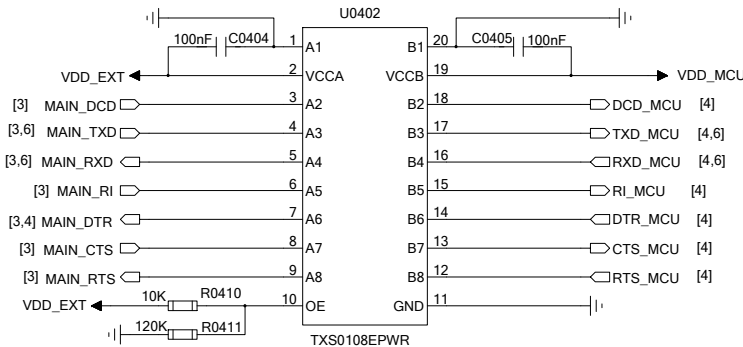 U0402
100nF C0404 1 A1 B1 20 C0405 100nF
VDD_EXT 2 VCCA VCCB 19 VDD_MCU
[3] MAIN_DCD 3 A2 B2 18 DCD_MCU [4]
[3,6] MAIN_TXD 4 A3 B3 17 TXD_MCU [4,6]
[3,6] MAIN_RXD 5 A4 B4 16 RXD_MCU [4,6]
[3] MAIN_RI 6 A5 B5 15 RI_MCU [4]
[3,4] MAIN_DTR 7 A6 B6 14 DTR_MCU [4]
[3] MAIN_CTS 8 A7 B7 13 CTS_MCU [4]
[3] MAIN_RTS 9 A8 B8 12 RTS_MCU [4]
VDD_EXT 10K R0410 10 OE GND 11
120K R0411
TXS0108EPWR